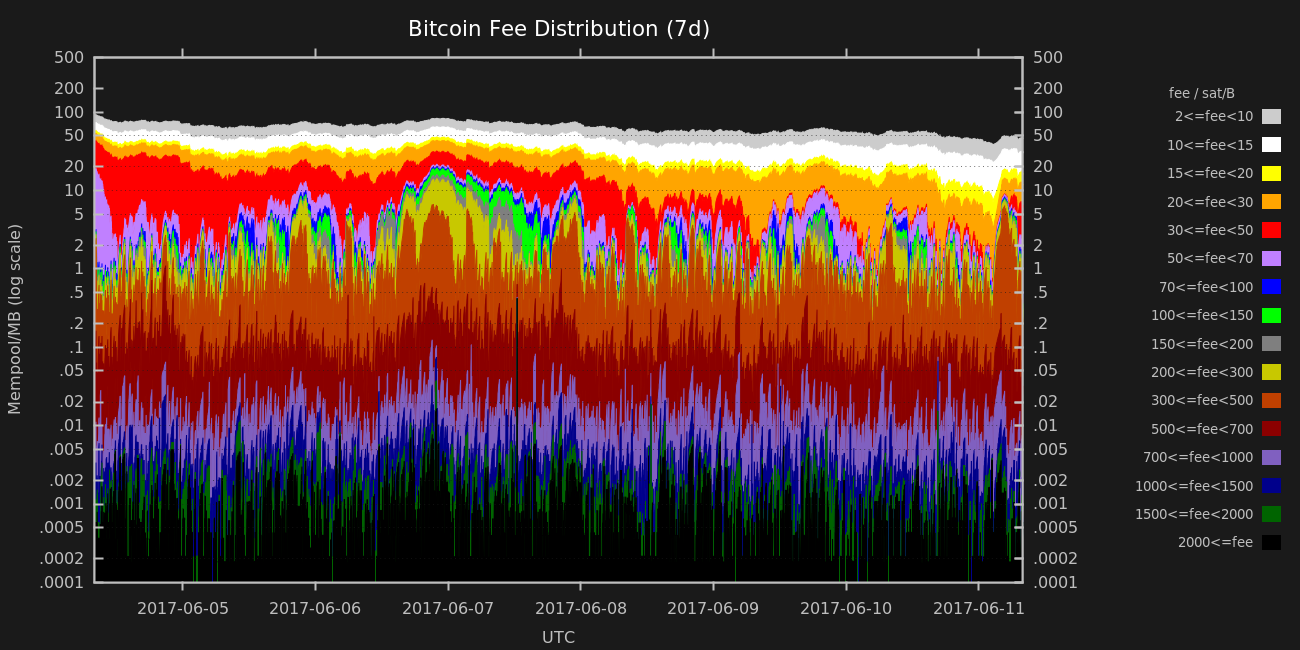 Bitcoin Fee Distribution (7d)
500
200
100
50
20
10
5
2
1
.5
.2
.1
.05
.02
.01
.005
.002
.001
.0005
.0002
.0001
Mempool/MB (log scale)
500
200
100
50
20
10
5
2
1
.5
.2
.1
.05
.02
.01
.005
.002
.001
.0005
.0002
.0001
2017-06-05 2017-06-06 2017-06-07 2017-06-08 2017-06-09 2017-06-10 2017-06-11
UTC
fee / sat/B
2<=fee<10
10<=fee<15
15<=fee<20
20<=fee<30
30<=fee<50
50<=fee<70
70<=fee<100
100<=fee<150
150<=fee<200
200<=fee<300
300<=fee<500
500<=fee<700
700<=fee<1000
1000<=fee<1500
1500<=fee<2000
2000<=fee